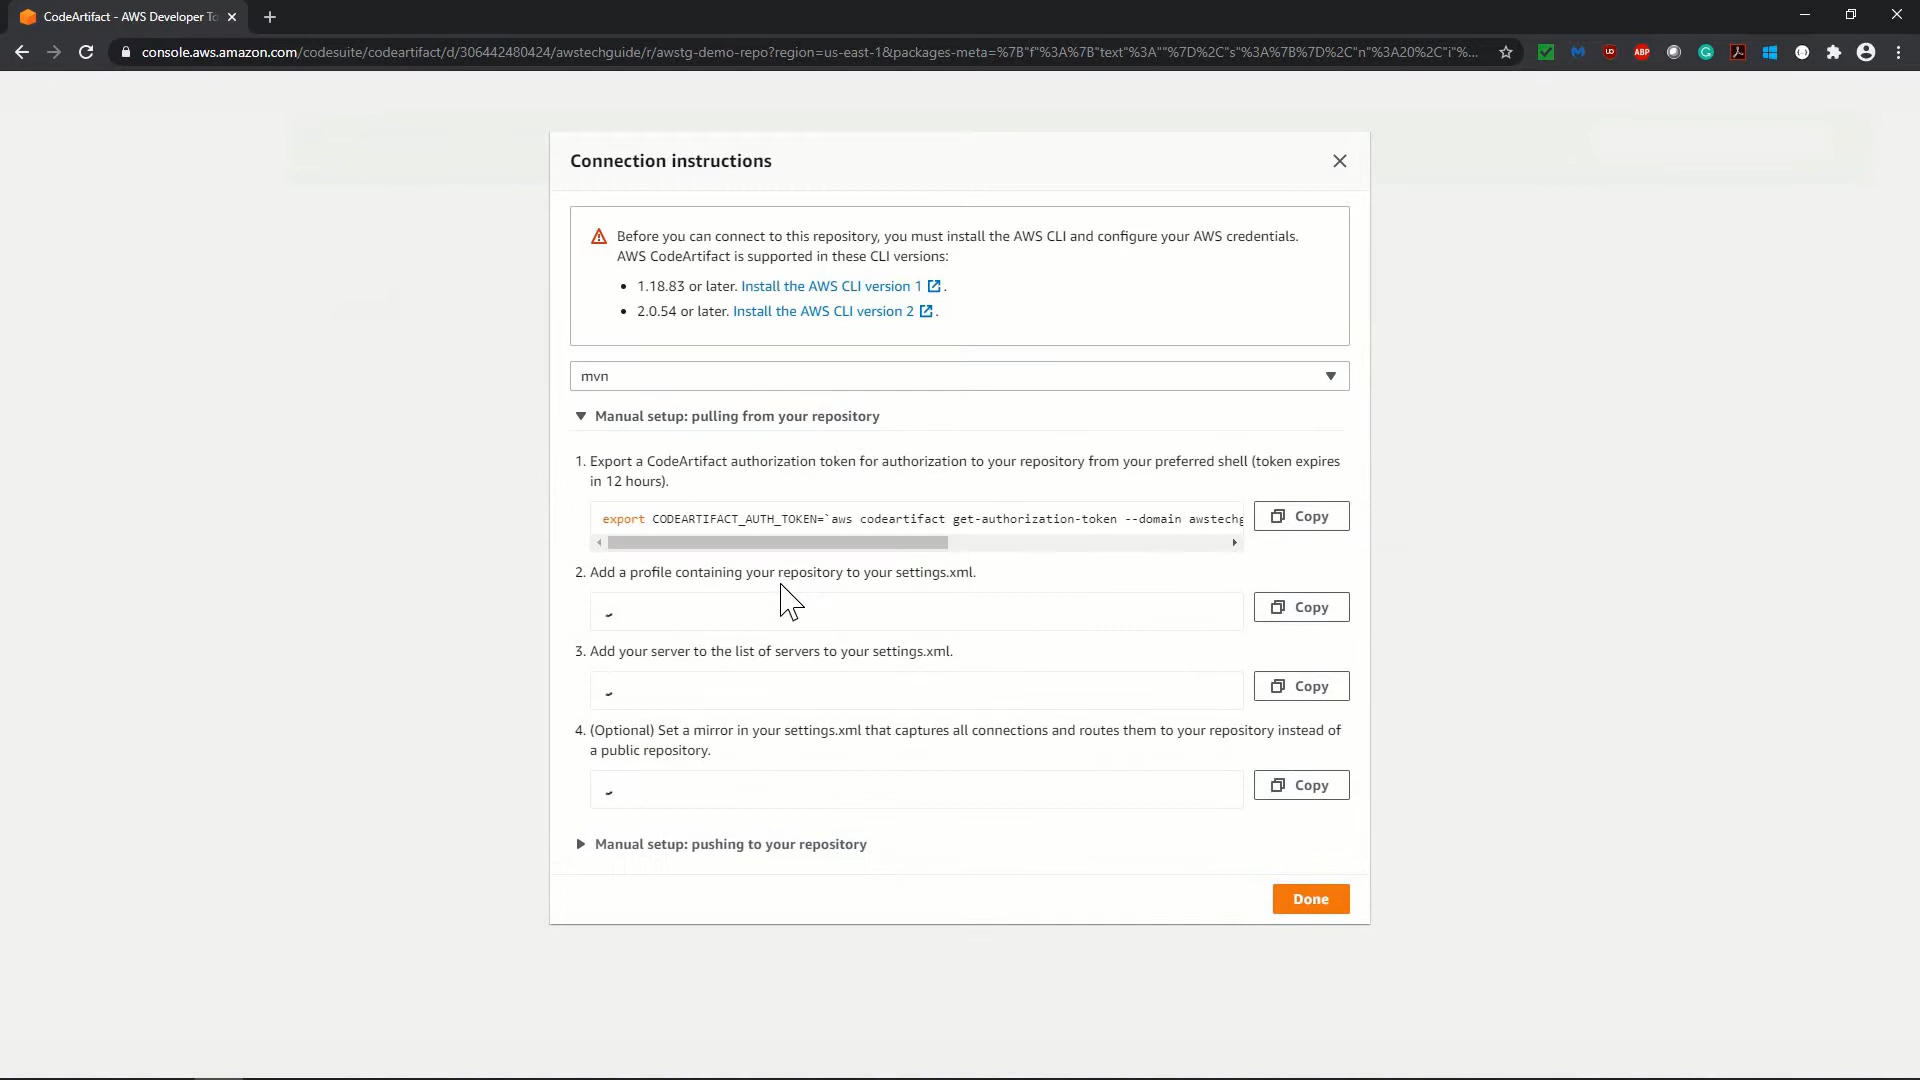 CodeArtifact - AWS Developer To
console.aws.amazon.com/codesuite/codeartifact/d/306442480424/awstechguide/r/awstg-demo-repo?region=us-east-1&packages-meta=%7B"f"%3A%7B"text"%3A""%7D%2C"s"%3A%7B%7D%2C"n"%3A20%2C"i"%...
ABP
Connection instructions
Before you can connect to this repository, you must install the AWS CLI and configure your AWS credentials.
AWS CodeArtifact is supported in these CLI versions:
• 1.18.83 or later. Install the AWS CLI version 1 .
• 2.0.54 or later. Install the AWS CLI version 2 .
mvn
Manual setup: pulling from your repository
1. Export a CodeArtifact authorization token for authorization to your repository from your preferred shell (token expires
in 12 hours).
export CODEARTIFACT_AUTH_TOKEN=`aws codeartifact get-authorization-token --domain awstechg
Copy
2. Add a profile containing your repository to your settings.xml.
Copy
3. Add your server to the list of servers to your settings.xml.
Copy
4. (Optional) Set a mirror in your settings.xml that captures all connections and routes them to your repository instead of
a public repository.
Copy
Manual setup: pushing to your repository
Done